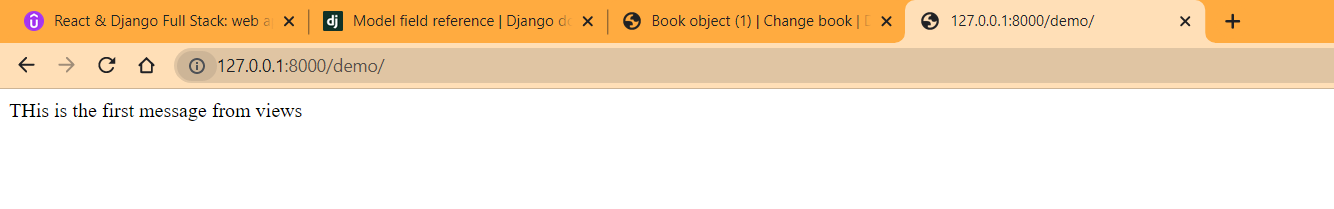 React & Django Full Stack: web a
Model field reference | Django d
Book object (1) | Change book |
127.0.0.1:8000/demo/
127.0.0.1:8000/demo/
THis is the first message from views